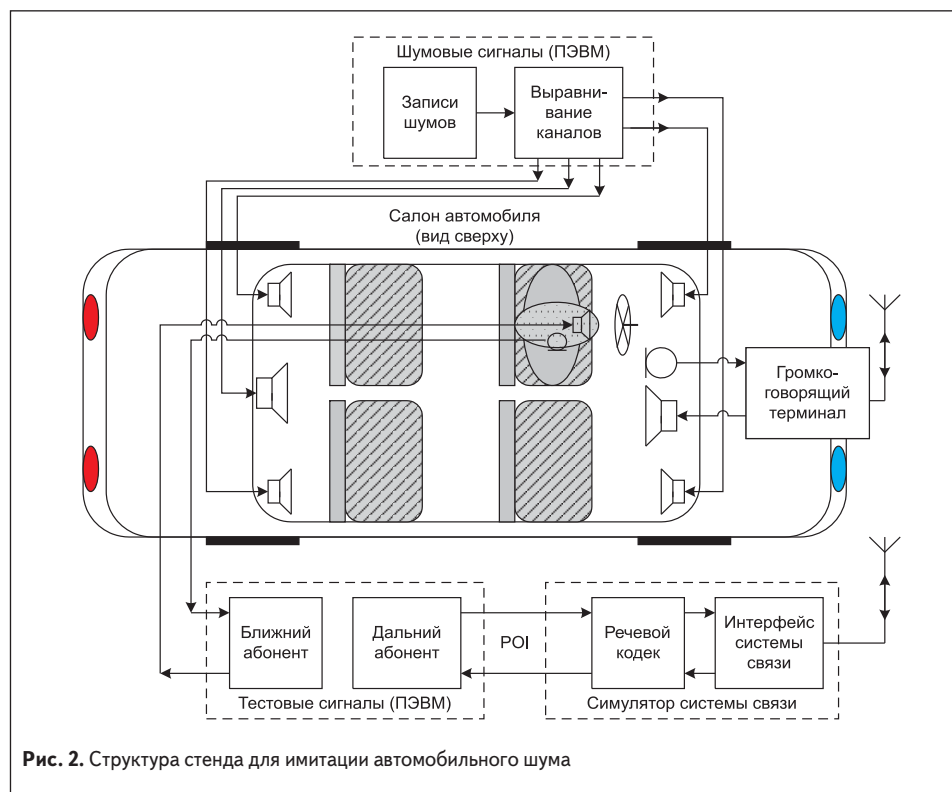 Шумовые сигналы (ПЭВМ)
Записи
шумов
Выравни-
вание
каналов
Салон автомобиля
(вид сверху)
Громко-
говорящий
терминал
Ближний
абонент
Дальний
абонент
POI
Речевой
кодек
Интерфейс
системы
связи
Тестовые сигналы (ПЭВМ)
Симулятор системы связи
Рис. 2. Структура стенда для имитации автомобильного шума